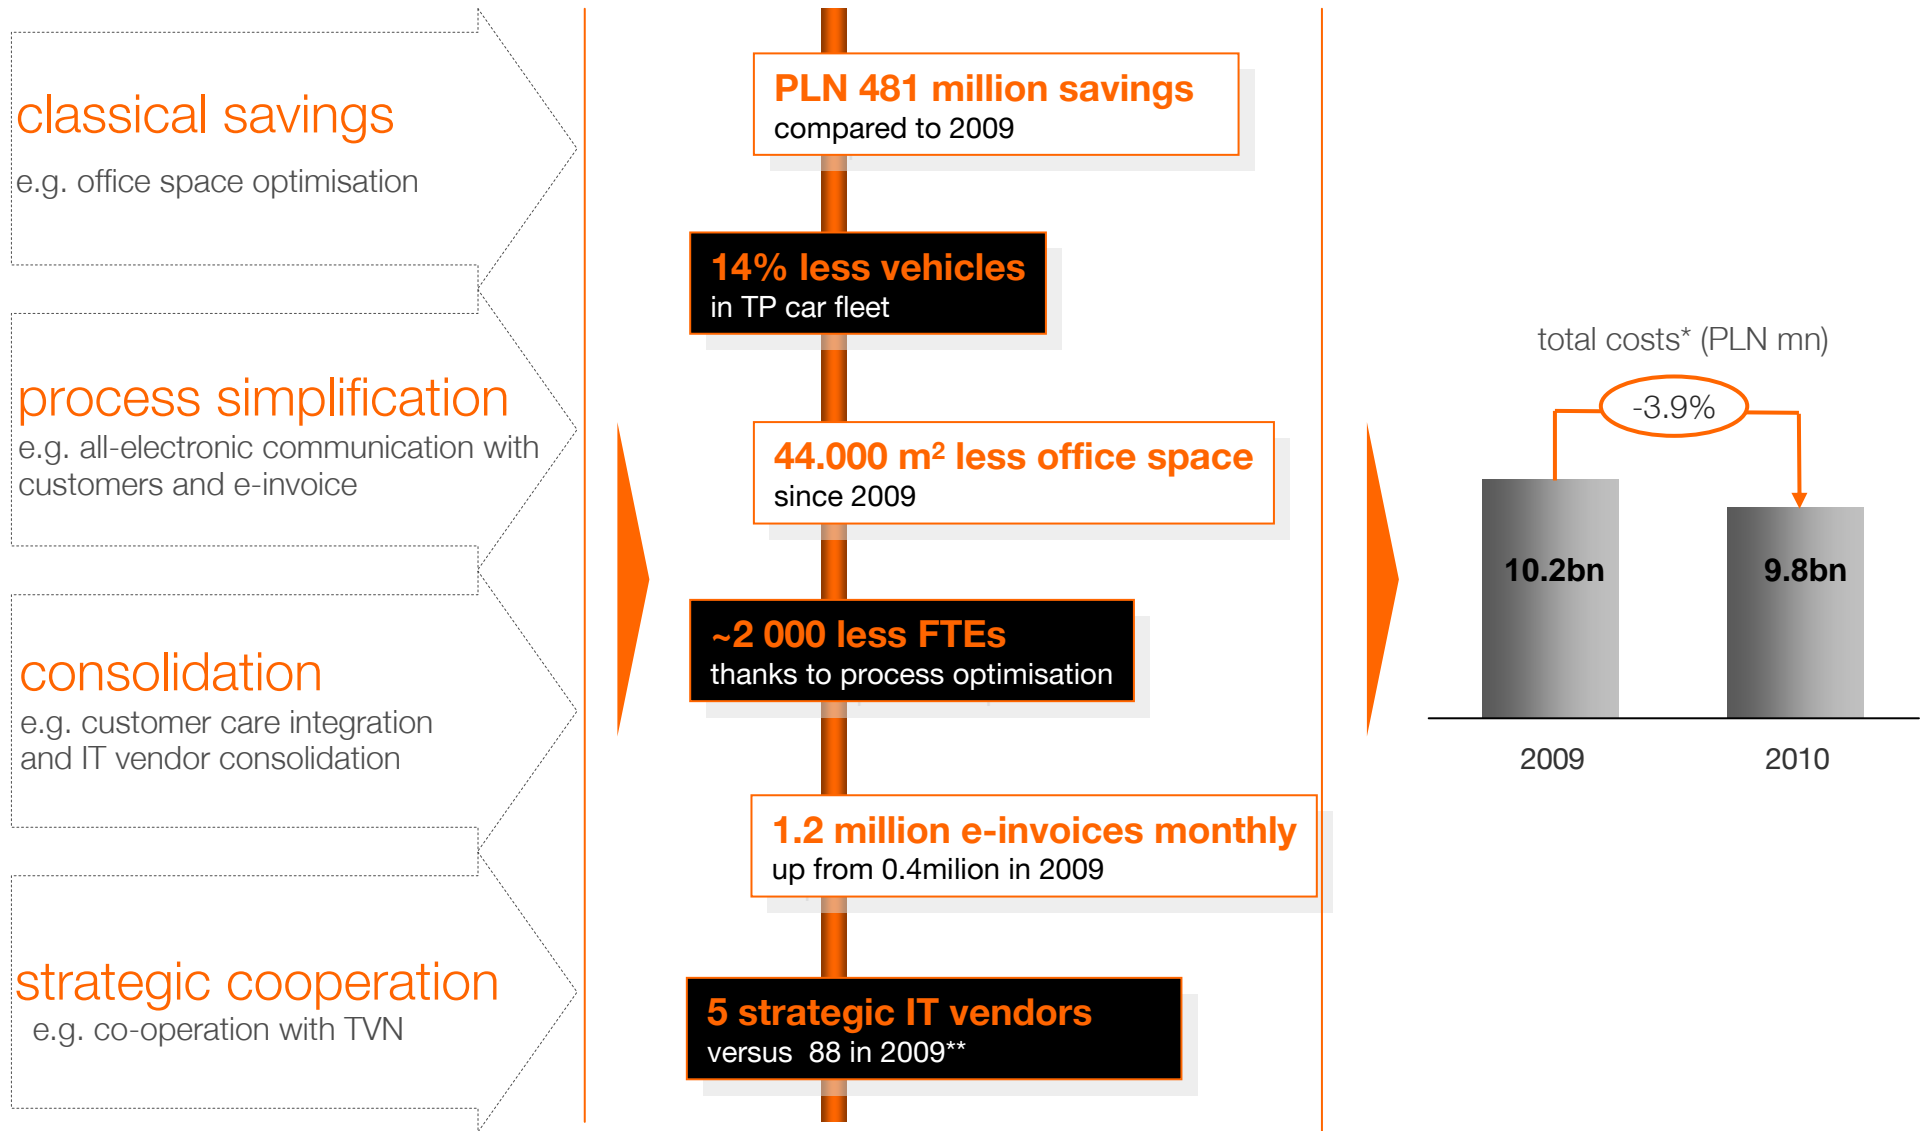 classical savings
e.g. office space optimisation
process simplification
e.g. all-electronic communication with
customers and e-invoice
consolidation
e.g. customer care integration
and IT vendor consolidation
strategic cooperation
e.g. co-operation with TVN
PLN 481 million savings
compared to 2009
14% less vehicles
in TP car fleet
44.000 m² less office space
since 2009
~2 000 less FTEs
thanks to process optimisation
1.2 million e-invoices monthly
up from 0.4milion in 2009
5 strategic IT vendors
versus  88 in 2009**
total costs* (PLN mn)
-3.9%
10.2bn
9.8bn
2009
2010